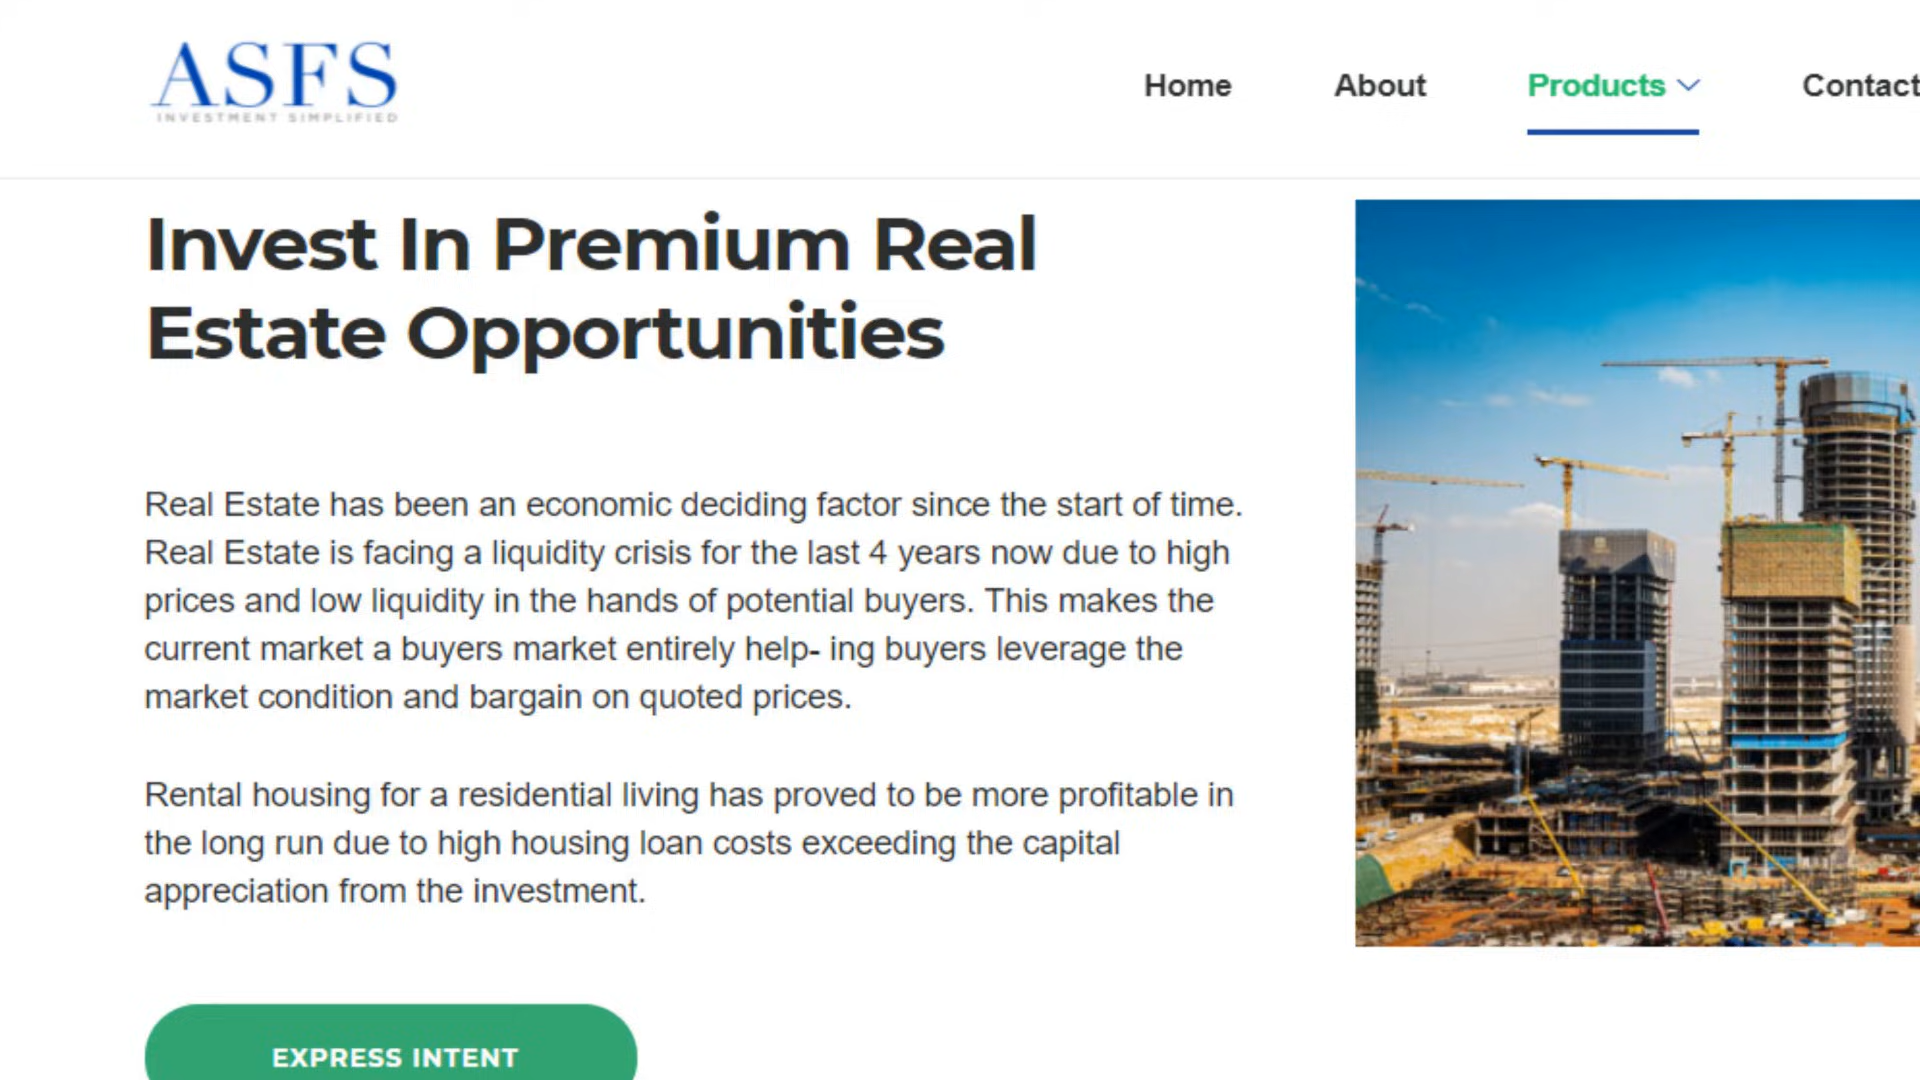 ASFS
INVESTMENT SIMPLIFIED
Home About Products Contact
Invest In Premium Real
Estate Opportunities
Real Estate has been an economic deciding factor since the start of time.
Real Estate is facing a liquidity crisis for the last 4 years now due to high
prices and low liquidity in the hands of potential buyers. This makes the
current market a buyers market entirely help- ing buyers leverage the
market condition and bargain on quoted prices.
Rental housing for a residential living has proved to be more profitable in
the long run due to high housing loan costs exceeding the capital
appreciation from the investment.
EXPRESS INTENT